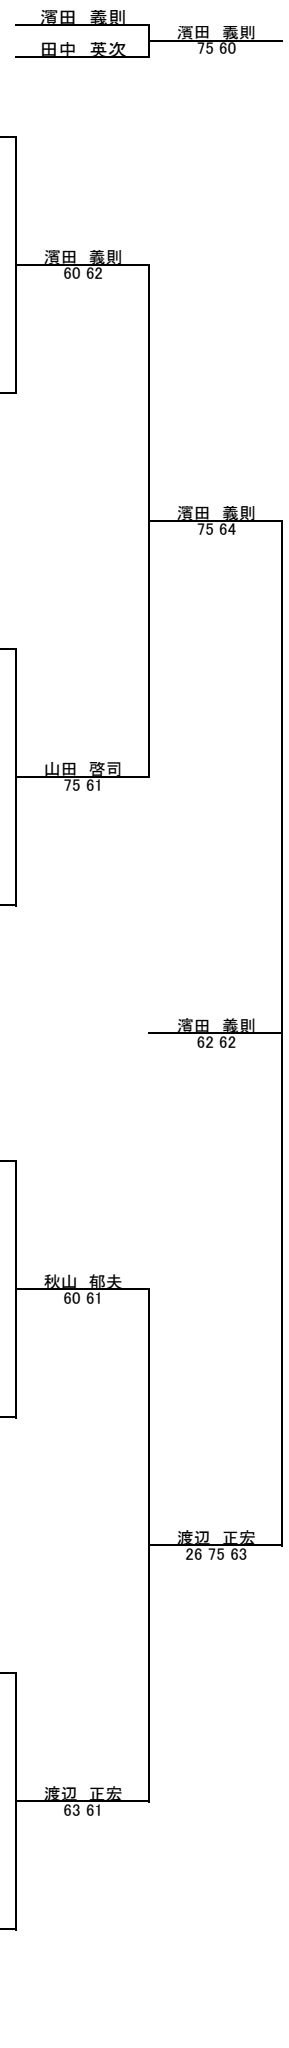 濱田 義則
田中 英次
濱田 義則
75 60
濱田 義則
60 62
濱田 義則
75 64
山田 啓司
75 61
濱田 義則
62 62
秋山 郁夫
60 61
渡辺 正宏
26 75 63
渡辺 正宏
63 61